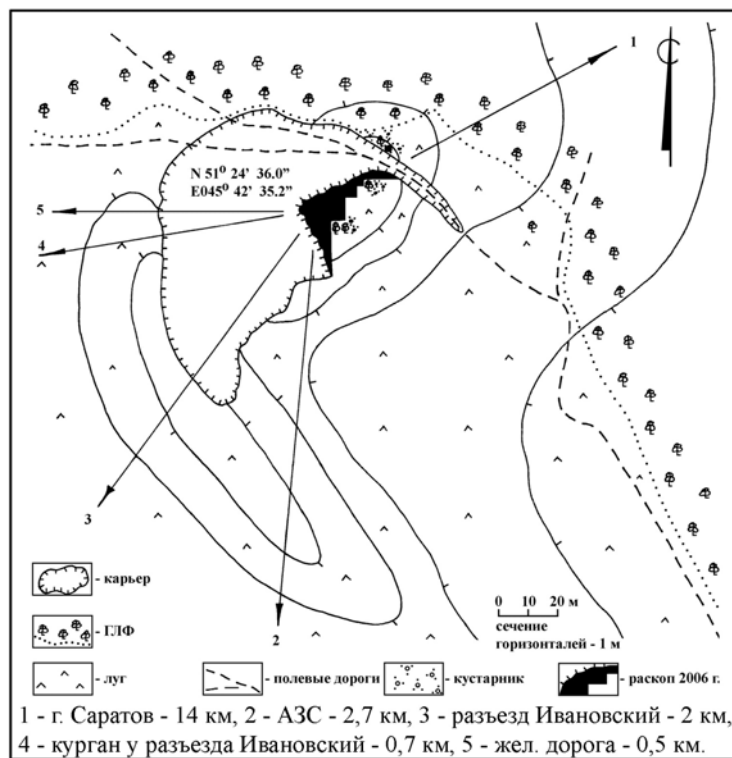 1
N 51⁰ 24’ 36.0”
E045⁰ 42’ 35.2”
5
4
3
2
- карьер
- ГЛФ
0 10 20 м
сечение
горизонталей - 1 м
- луг
- полевые дороги
- кустарник
- раскоп 2006 г.
1 - г. Саратов - 14 км, 2 - АЗС - 2,7 км, 3 - разъезд Ивановский - 2 км,
4 - курган у разъезда Ивановский - 0,7 км, 5 - жел. дорога - 0,5 км.